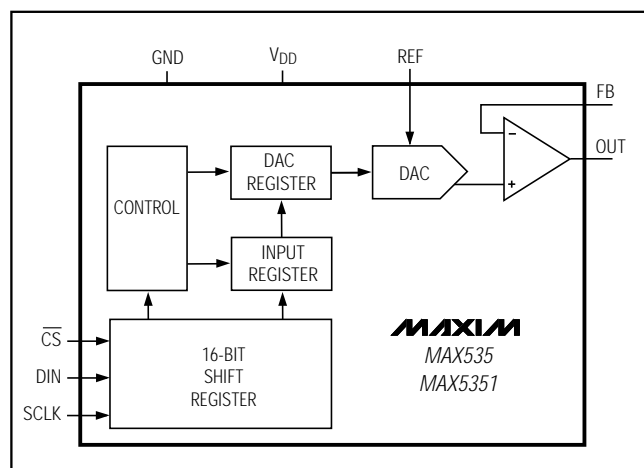 GND
VDD
REF
FB
OUT
-
+
DAC
REGISTER
DAC
CONTROL
INPUT
REGISTER
CS
DIN
SCLK
16-BIT
SHIFT
REGISTER
MAXIM
MAX535
MAX5351